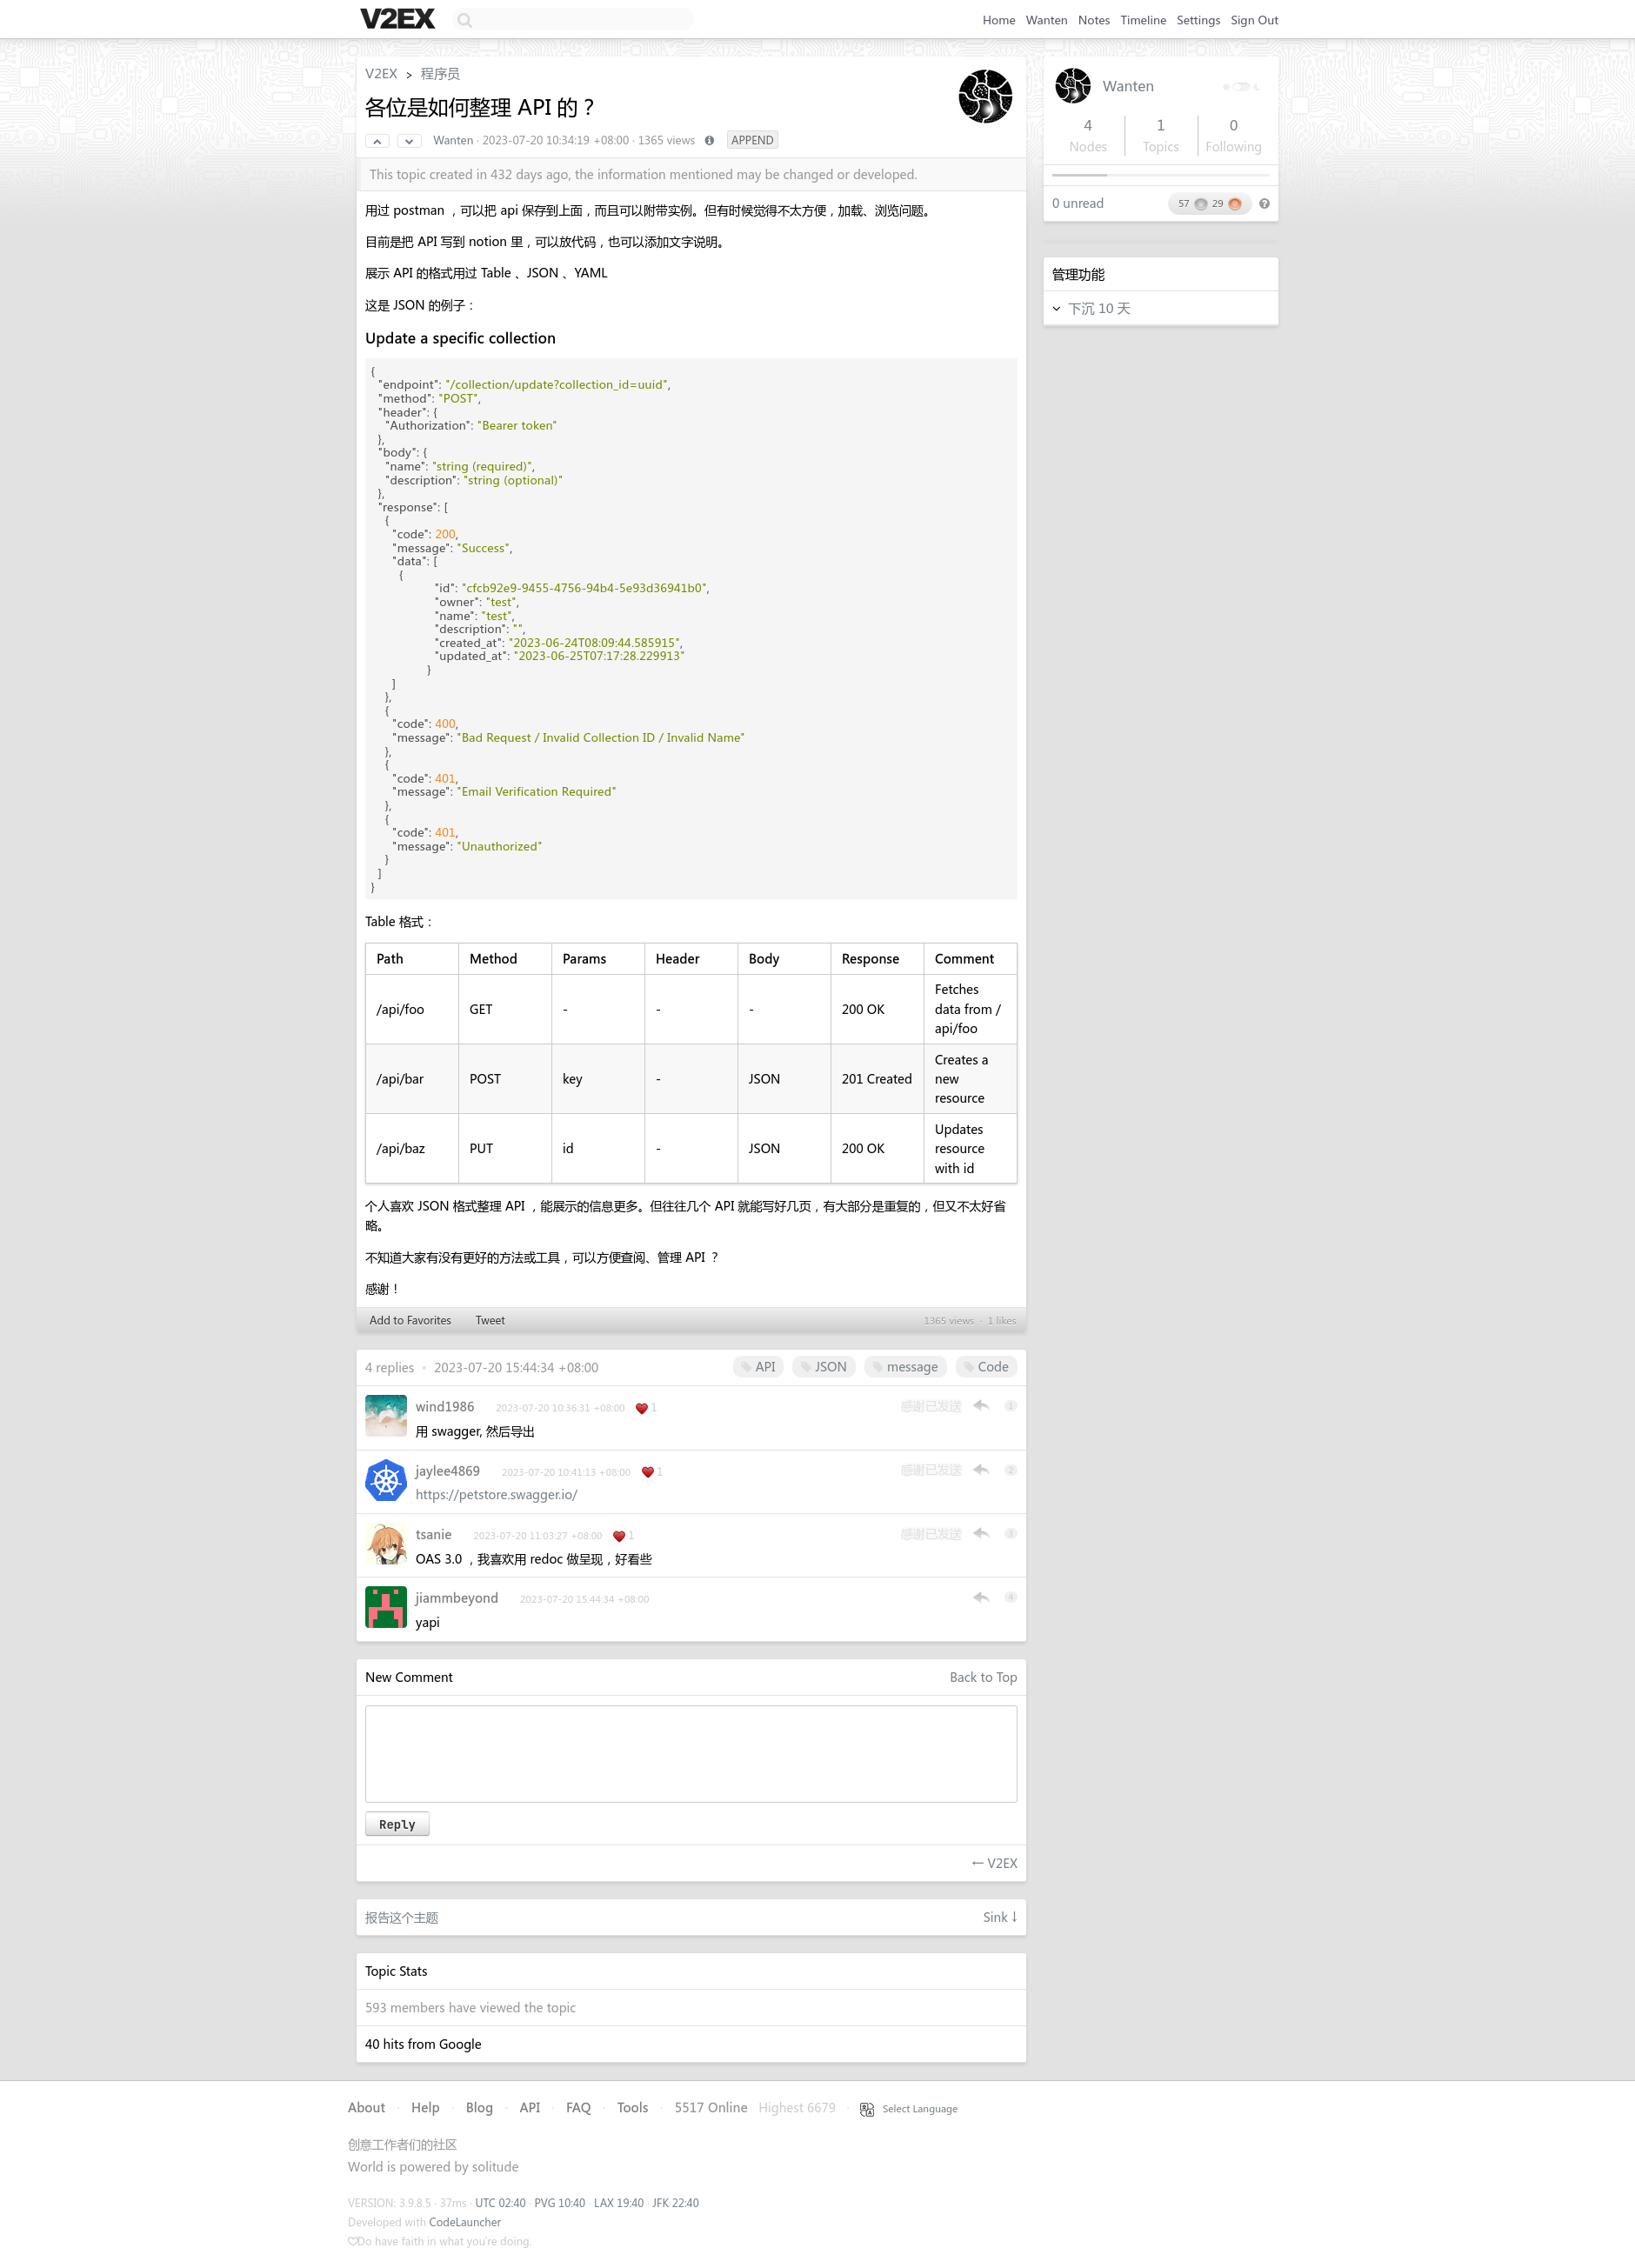 V2EX
Home Wanten Notes Timeline Settings Sign Out
V2EX > 程序员
各位是如何整理 API 的？
Wanten · 2023-07-20 10:34:19 +08:00 · 1365 views APPEND
This topic created in 432 days ago, the information mentioned may be changed or developed.
用过 postman ，可以把 api 保存到上面，而且可以附带实例。但有时候觉得不太方便，加载、浏览问题。
目前是把 API 写到 notion 里，可以放代码，也可以添加文字说明。
展示 API 的格式用过 Table 、JSON 、YAML
这是 JSON 的例子：
Update a specific collection
{
"endpoint": "/collection/update?collection_id=uuid",
"method": "POST",
"header": {
"Authorization": "Bearer token"
},
"body": {
"name": "string (required)",
"description": "string (optional)"
},
"response": [
{
"code": 200,
"message": "Success",
"data": [
{
"id": "cfcb92e9-9455-4756-94b4-5e93d36941b0",
"owner": "test",
"name": "test",
"description": "",
"created_at": "2023-06-24T08:09:44.585915",
"updated_at": "2023-06-25T07:17:28.229913"
}
]
},
{
"code": 400,
"message": "Bad Request / Invalid Collection ID / Invalid Name"
},
{
"code": 401,
"message": "Email Verification Required"
},
{
"code": 401,
"message": "Unauthorized"
}
]
}
Table 格式：
Path Method Params Header Body Response Comment
/api/foo GET - - - 200 OK Fetches
data from /
api/foo
/api/bar POST key - JSON 201 Created Creates a
new
resource
/api/baz PUT id - JSON 200 OK Updates
resource
with id
个人喜欢 JSON 格式整理 API ，能展示的信息更多。但往往几个 API 就能写好几页，有大部分是重复的，但又不太好省
略。
不知道大家有没有更好的方法或工具，可以方便查阅、管理 API ？
感谢！
Add to Favorites Tweet 1365 views · 1 likes
4 replies • 2023-07-20 15:44:34 +08:00 API JSON message Code
wind1986 2023-07-20 10:36:31 +08:00 1 感谢已发送 1
用 swagger, 然后导出
jaylee4869 2023-07-20 10:41:13 +08:00 1 感谢已发送 2
https://petstore.swagger.io/
tsanie 2023-07-20 11:03:27 +08:00 1 感谢已发送 3
OAS 3.0 ，我喜欢用 redoc 做呈现，好看些
jiammbeyond 2023-07-20 15:44:34 +08:00 4
yapi
New Comment Back to Top
Reply
← V2EX
报告这个主题 Sink ↓
Topic Stats
593 members have viewed the topic
40 hits from Google
Wanten
4 1 0
Nodes Topics Following
0 unread 57 29
管理功能
下沉 10 天
About · Help · Blog · API · FAQ · Tools · 5517 Online Highest 6679 · Select Language
创意工作者们的社区
World is powered by solitude
VERSION: 3.9.8.5 · 37ms · UTC 02:40 · PVG 10:40 · LAX 19:40 · JFK 22:40
Developed with CodeLauncher
♡Do have faith in what you're doing.